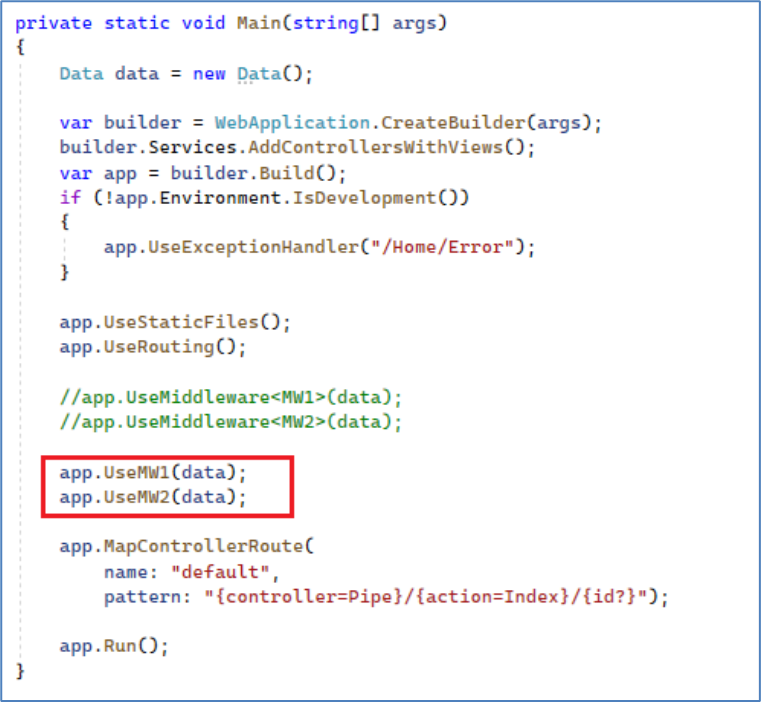 private static void Main(string[] args)
{
    Data data = new Data();

    var builder = WebApplication.CreateBuilder(args);
    builder.Services.AddControllersWithViews();
    var app = builder.Build();
    if (!app.Environment.IsDevelopment())
    {
        app.UseExceptionHandler("/Home/Error");
    }

    app.UseStaticFiles();
    app.UseRouting();

    //app.UseMiddleware<MW1>(data);
    //app.UseMiddleware<MW2>(data);

    app.UseMW1(data);
    app.UseMW2(data);

    app.MapControllerRoute(
        name: "default",
        pattern: "{controller=Pipe}/{action=Index}/{id?}");

    app.Run();
}